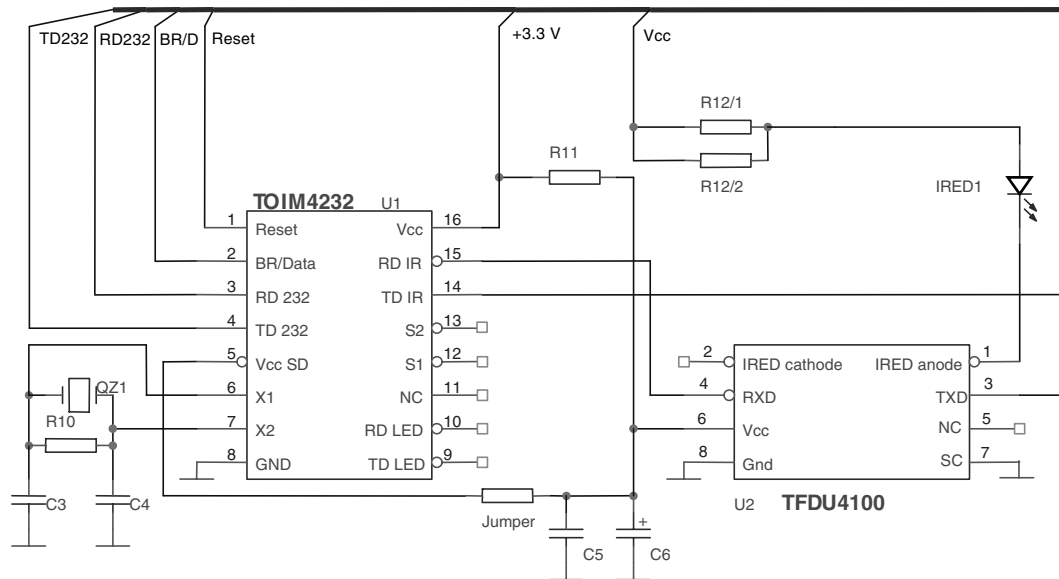 TD232 RD232 BR/D Reset
+3.3 V
Vcc
R12/1
R11
R12/2
IRED1
TOIM4232 U1
1 Reset Vcc 16
2 BR/Data RD IR 15
3 RD 232 TD IR 14
4 TD 232 S2 13
5 Vcc SD S1 12
6 X1 NC 11
7 X2 RD LED 10
8 GND TD LED 9
QZ1
R10
C3
C4
2 IRED cathode IRED anode 1
4 RXD TXD 3
6 Vcc NC 5
8 Gnd SC 7
U2 TFDU4100
Jumper
+
C5
C6